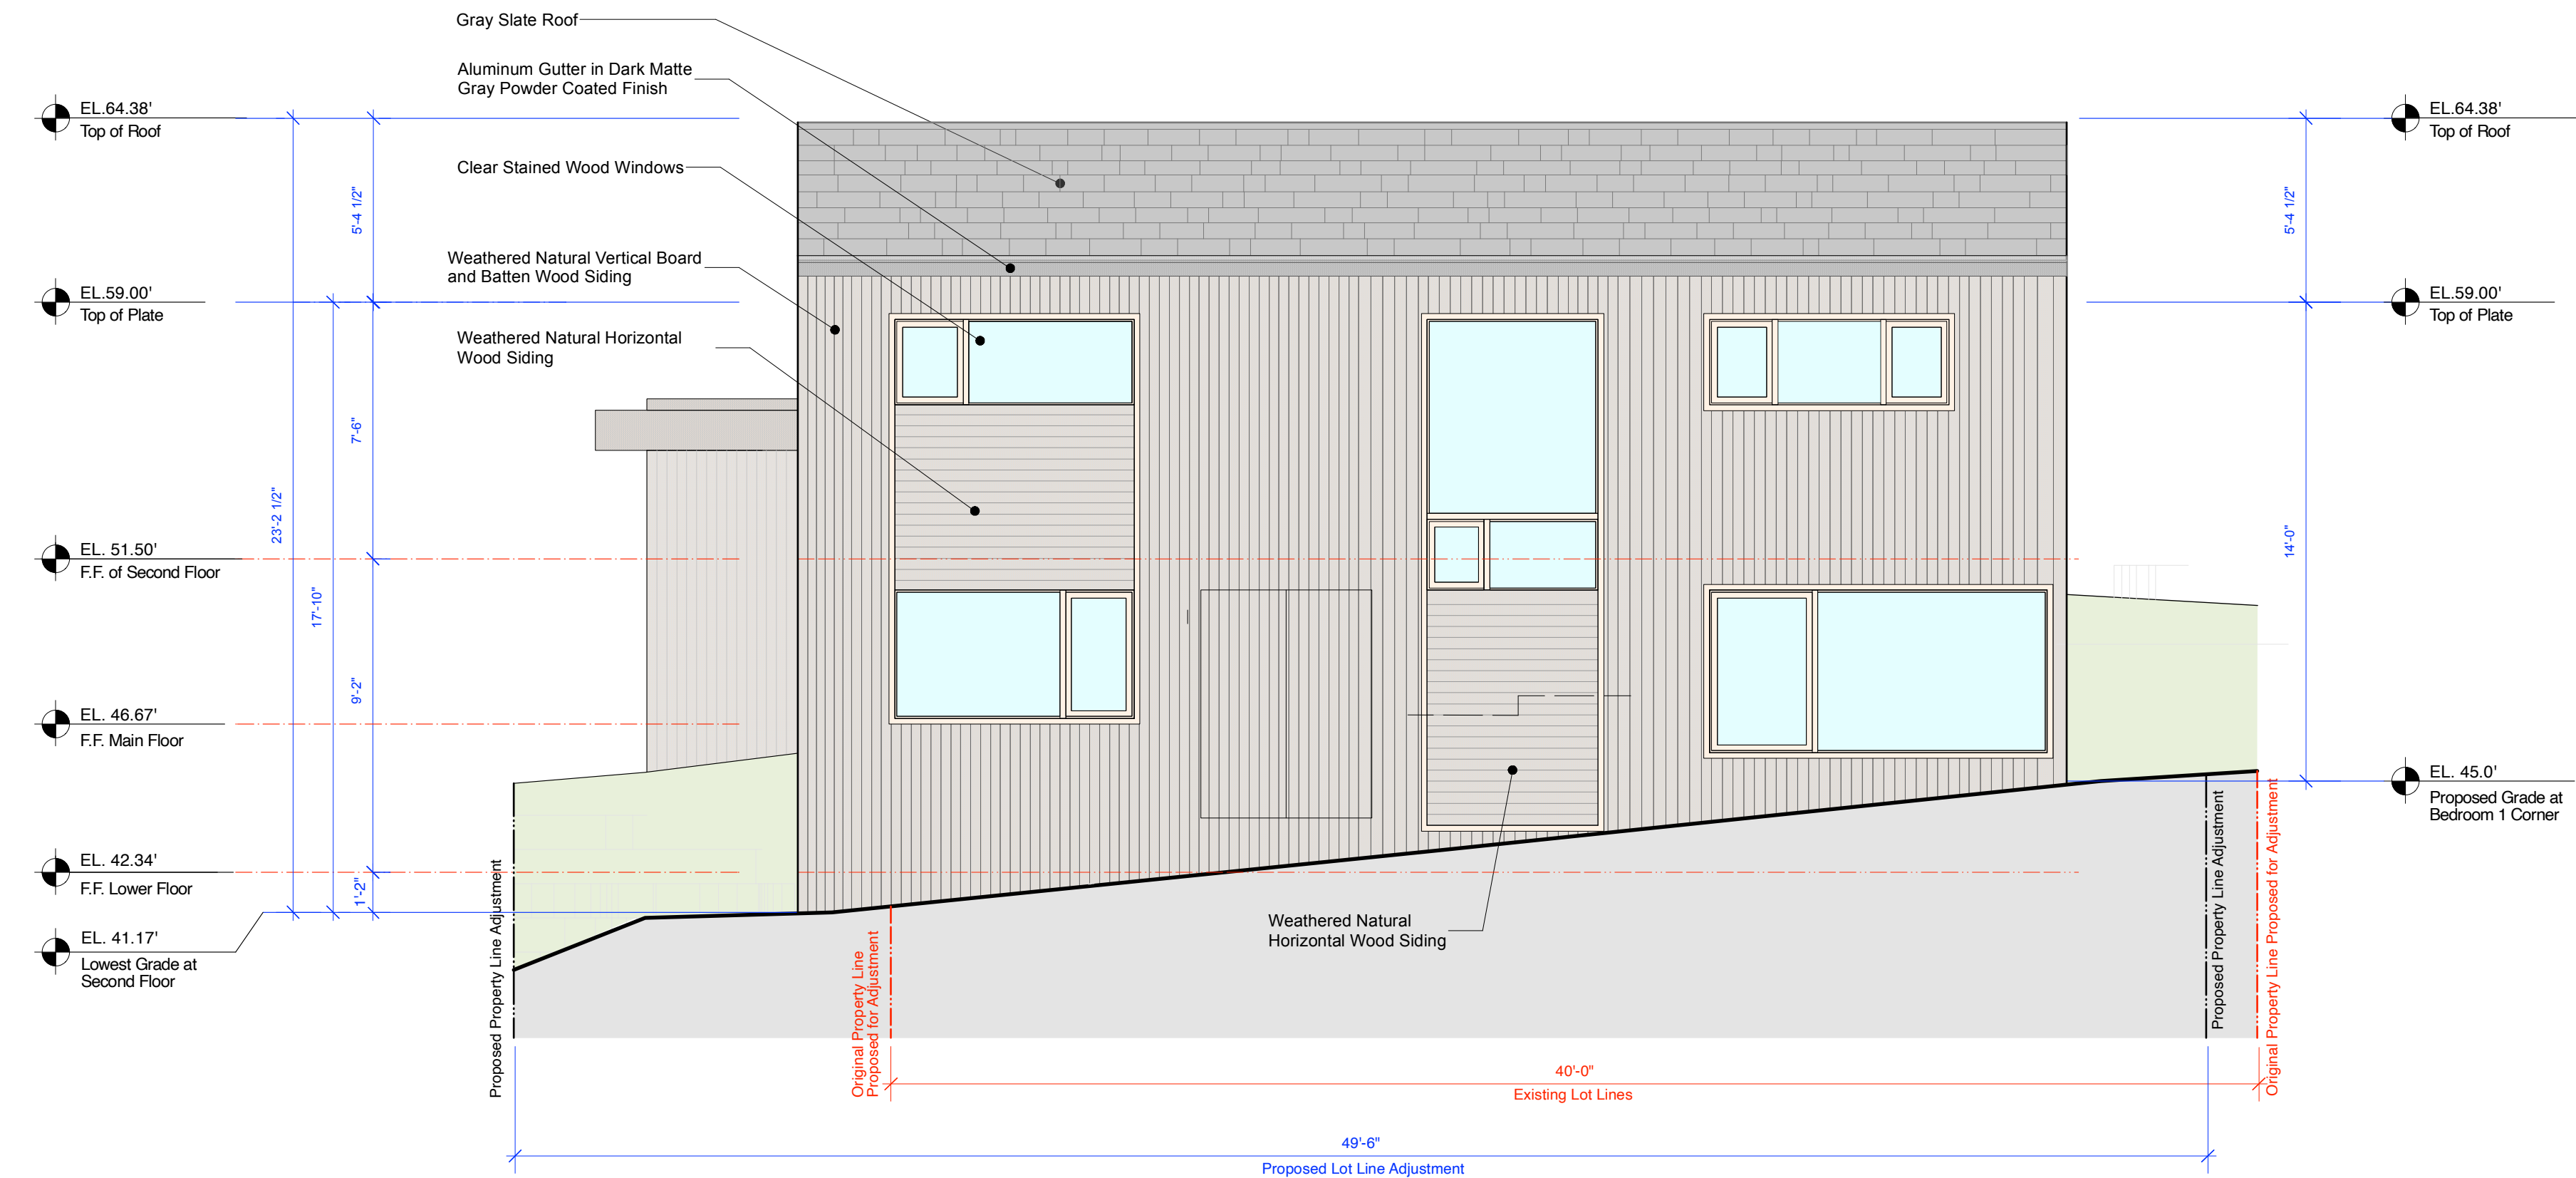 Gray Slate Roof
Aluminum Gutter in Dark Matte
Gray Powder Coated Finish
Clear Stained Wood Windows
Weathered Natural Vertical Board
and Batten Wood Siding
Weathered Natural Horizontal
Wood Siding
EL.64.38'
Top of Roof
EL.59.00'
Top of Plate
EL. 51.50'
F.F. of Second Floor
EL. 46.67'
F.F. Main Floor
EL. 42.34'
F.F. Lower Floor
EL. 41.17'
Lowest Grade at
Second Floor
23'-2 1/2"
17'-10"
5'-4 1/2"
7'-6"
9'-2"
1'-2"
EL.64.38'
Top of Roof
EL.59.00'
Top of Plate
EL. 45.0'
Proposed Grade at
Bedroom 1 Corner
5'-4 1/2"
14'-0"
Weathered Natural
Horizontal Wood Siding
Proposed Property Line Adjustment
Original Property Line
Proposed for Adjustment
Proposed Property Line Adjustment
Original Property Line Proposed for Adjustment
40'-0"
Existing Lot Lines
49'-6"
Proposed Lot Line Adjustment